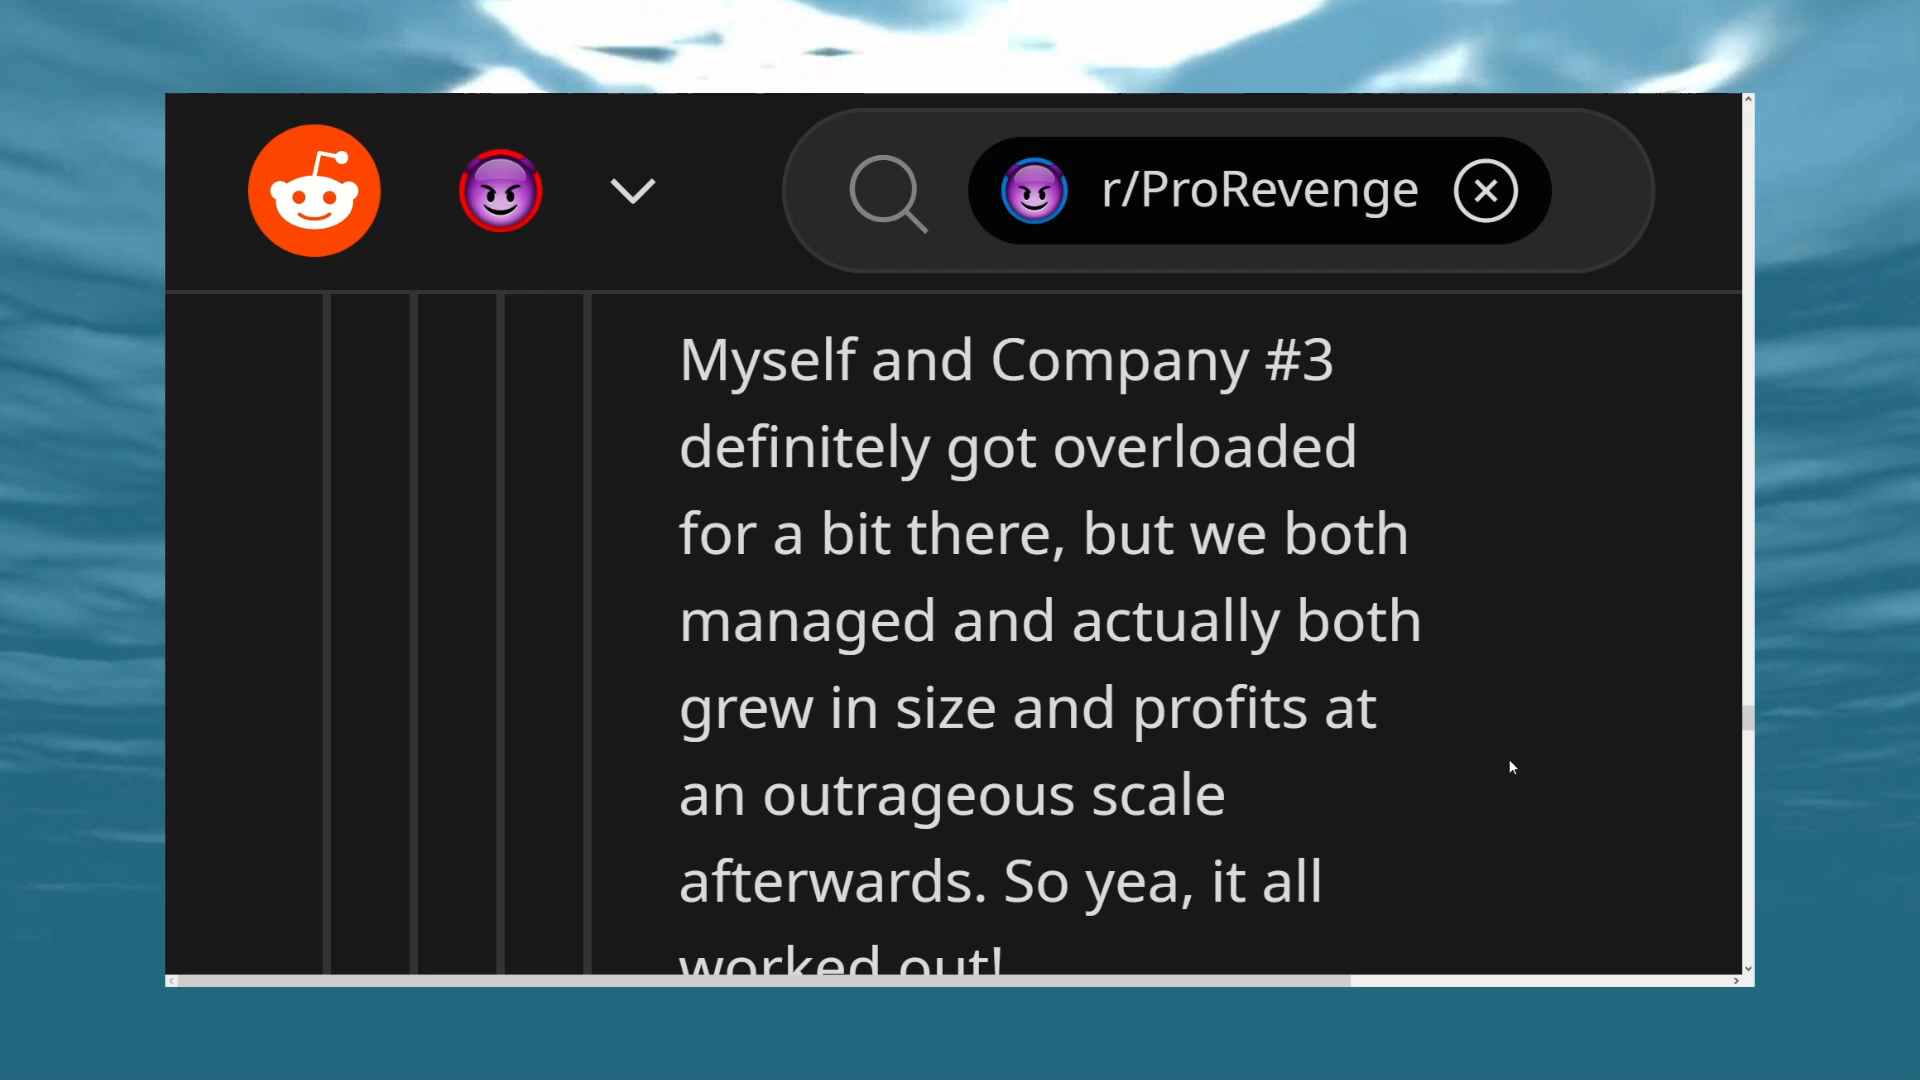 r/ProRevenge
Myself and Company #3
definitely got overloaded
for a bit there, but we both
managed and actually both
grew in size and profits at
an outrageous scale
afterwards. So yea, it all
worked out!